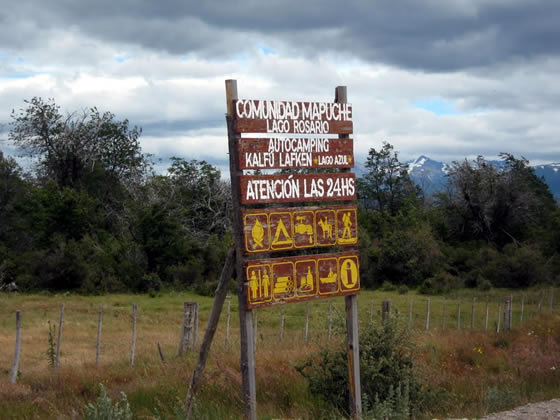 COMUNIDAD MAPUCHE
LAGO ROSARIO
AUTOCAMPING
KALFÜ LAFKEN LAGO AZUL
ATENCIÓN LAS 24HS
i